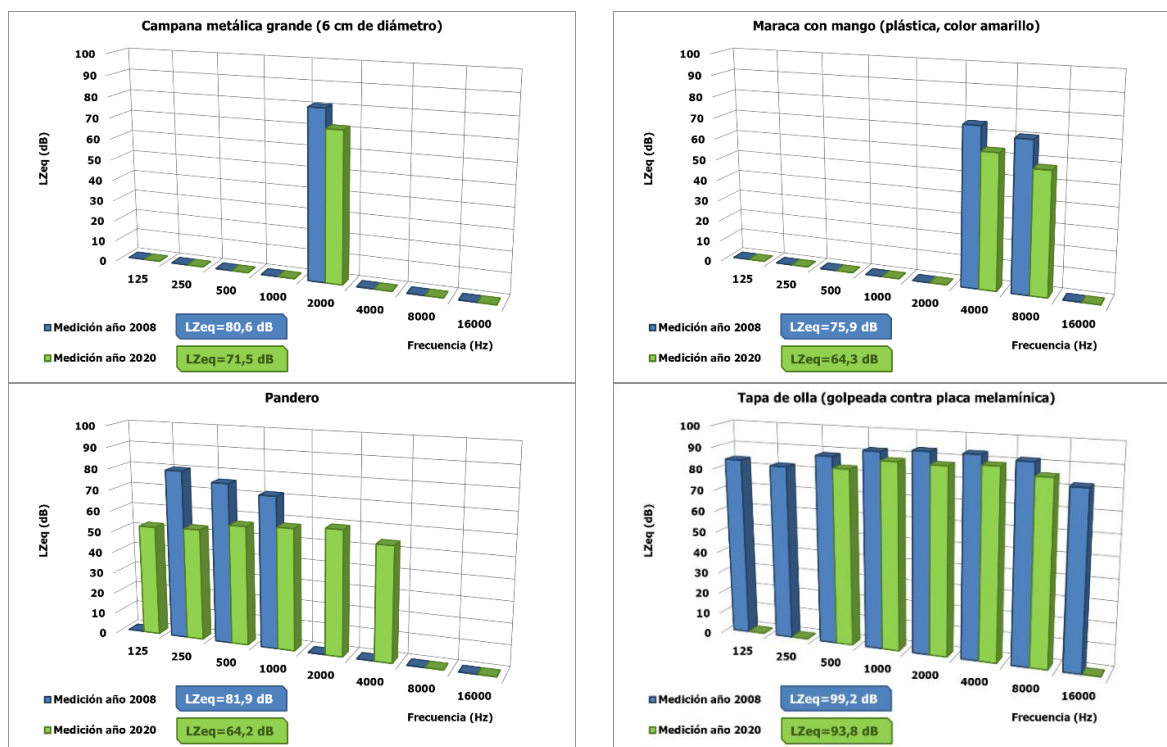 Campana metálica grande (6 cm de diámetro)
100
90
80
70
60
50
40
30
20
10
0
LZeq (dB)
125
250
500
1000
2000
4000
8000
16000
Frecuencia (Hz)
Medición año 2008
LZeq=80,6 dB
Medición año 2020
LZeq=71,5 dB
Maraca con mango (plástica, color amarillo)
100
90
80
70
60
50
40
30
20
10
0
LZeq (dB)
125
250
500
1000
2000
4000
8000
16000
Frecuencia (Hz)
Medición año 2008
LZeq=75,9 dB
Medición año 2020
LZeq=64,3 dB
Pandero
100
90
80
70
60
50
40
30
20
10
0
LZeq (dB)
125
250
500
1000
2000
4000
8000
16000
Frecuencia (Hz)
Medición año 2008
LZeq=81,9 dB
Medición año 2020
LZeq=64,2 dB
Tapa de olla (golpeada contra placa melamínica)
100
90
80
70
60
50
40
30
20
10
0
LZeq (dB)
125
250
500
1000
2000
4000
8000
16000
Frecuencia (Hz)
Medición año 2008
LZeq=99,2 dB
Medición año 2020
LZeq=93,8 dB